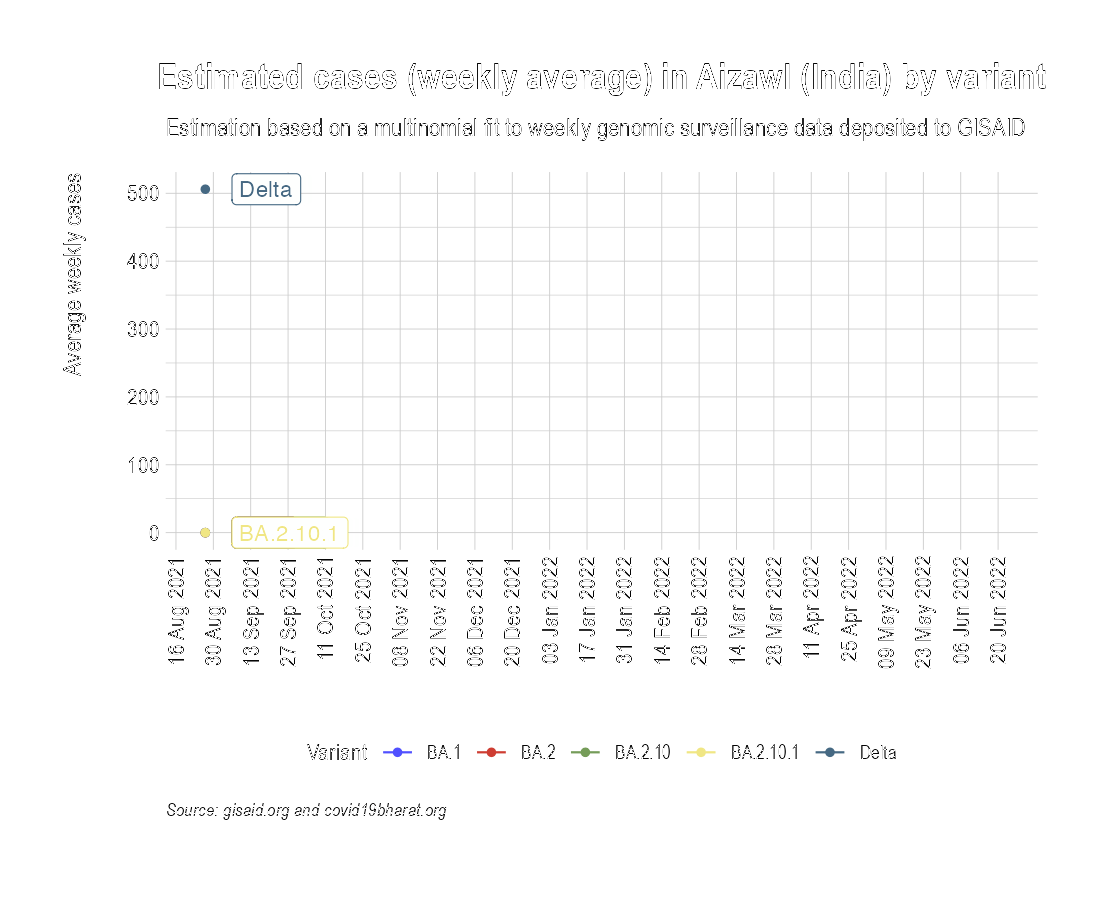 Estimated cases (weekly average) in Aizawl (India) by variant
Estimation based on a multinomial fit to weekly genomic surveillance data deposited to GISAID
Average weekly cases
500
400
300
200
100
0
Delta
BA.2.10.1
16 Aug 2021
30 Aug 2021
13 Sep 2021
27 Sep 2021
11 Oct 2021
25 Oct 2021
08 Nov 2021
22 Nov 2021
06 Dec 2021
20 Dec 2021
03 Jan 2022
17 Jan 2022
31 Jan 2022
14 Feb 2022
28 Feb 2022
14 Mar 2022
28 Mar 2022
11 Apr 2022
25 Apr 2022
09 May 2022
23 May 2022
06 Jun 2022
20 Jun 2022
Variant BA.1 BA.2 BA.2.10 BA.2.10.1 Delta
Source: gisaid.org and covid19bharat.org